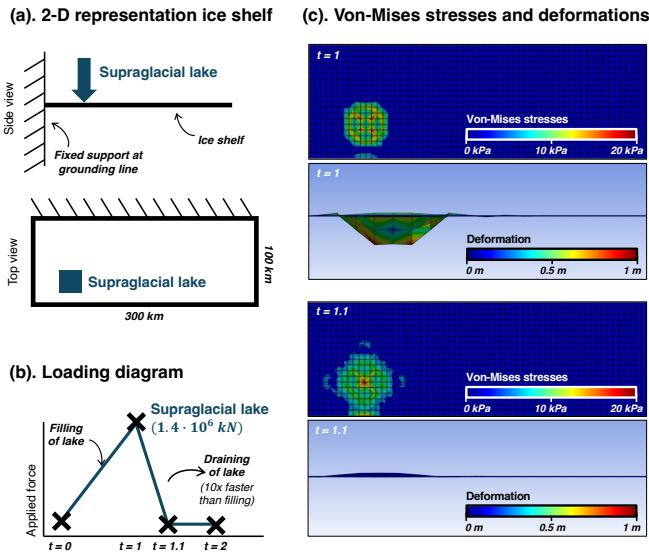 (a). 2-D representation ice shelf
Side view
Supraglacial lake
Fixed support at
grounding line
Ice shelf
Top view
Supraglacial lake
100 km
300 km
(b). Loading diagram
Applied force
Filling
of lake
Supraglacial lake
(1.4 · 10⁶ kN)
Draining
of lake
(10x faster
than filling)
t = 0
t = 1
t = 1.1
t = 2
(c). Von-Mises stresses and deformations
t = 1
Von-Mises stresses
0 kPa 10 kPa 20 kPa
t = 1
Deformation
0 m 0.5 m 1 m
t = 1.1
Von-Mises stresses
0 kPa 10 kPa 20 kPa
t = 1.1
Deformation
0 m 0.5 m 1 m